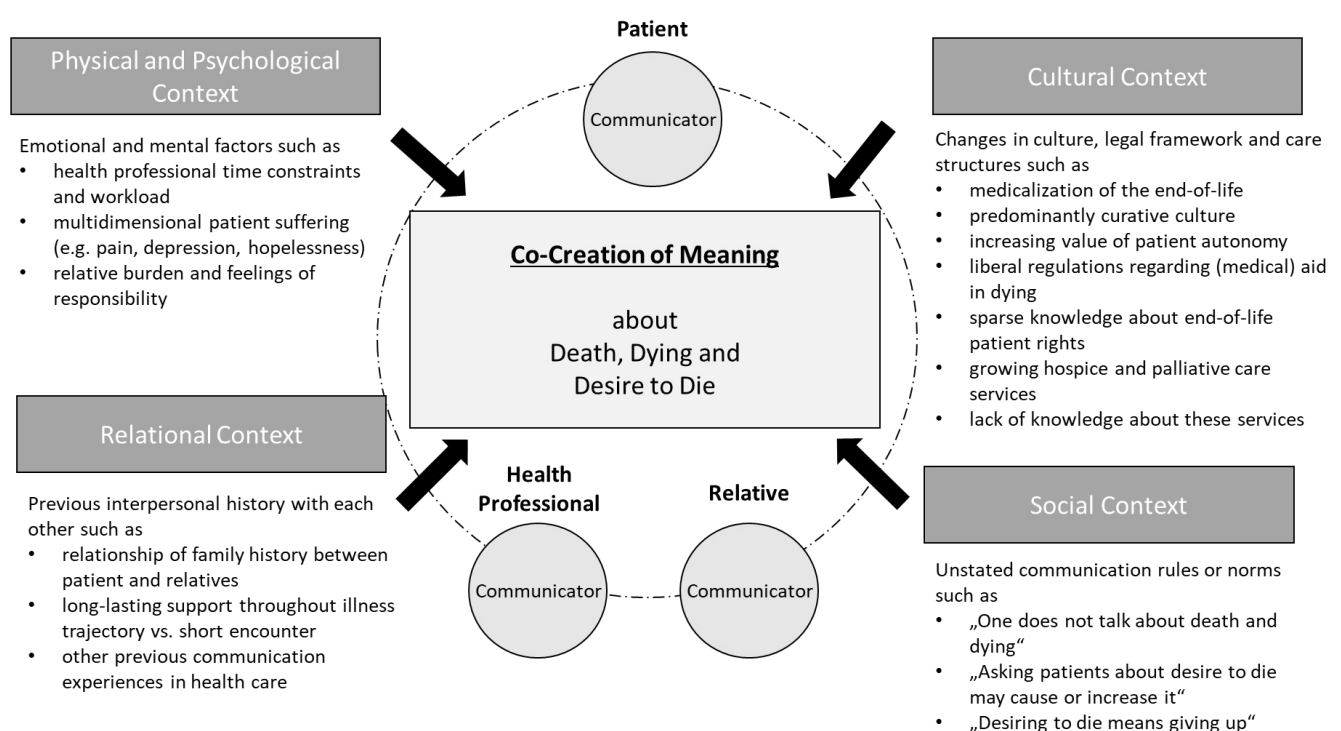 Patient
Communicator
Physical and Psychological
Context
Emotional and mental factors such as
• health professional time constraints
and workload
• multidimensional patient suffering
(e.g. pain, depression, hopelessness)
• relative burden and feelings of
responsibility
Cultural Context
Changes in culture, legal framework and care
structures such as
• medicalization of the end-of-life
• predominantly curative culture
• increasing value of patient autonomy
• liberal regulations regarding (medical) aid
in dying
• sparse knowledge about end-of-life
patient rights
• growing hospice and palliative care
services
• lack of knowledge about these services
Co-Creation of Meaning
about
Death, Dying and
Desire to Die
Relational Context
Previous interpersonal history with each
other such as
• relationship of family history between
patient and relatives
• long-lasting support throughout illness
trajectory vs. short encounter
• other previous communication
experiences in health care
Health
Professional
Communicator
Relative
Communicator
Social Context
Unstated communication rules or norms
such as
• „One does not talk about death and
dying“
• „Asking patients about desire to die
may cause or increase it“
• „Desiring to die means giving up“